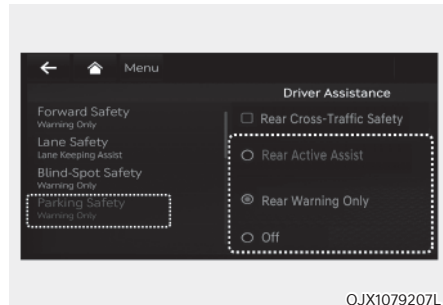 Menu
Driver Assistance
Forward Safety
Warning Only
Lane Safety
Lane Keeping Assist
Blind-Spot Safety
Warning Only
Parking Safety
Warning Only
Rear Cross-Traffic Safety
Rear Active Assist
Rear Warning Only
Off
OJX1079207L